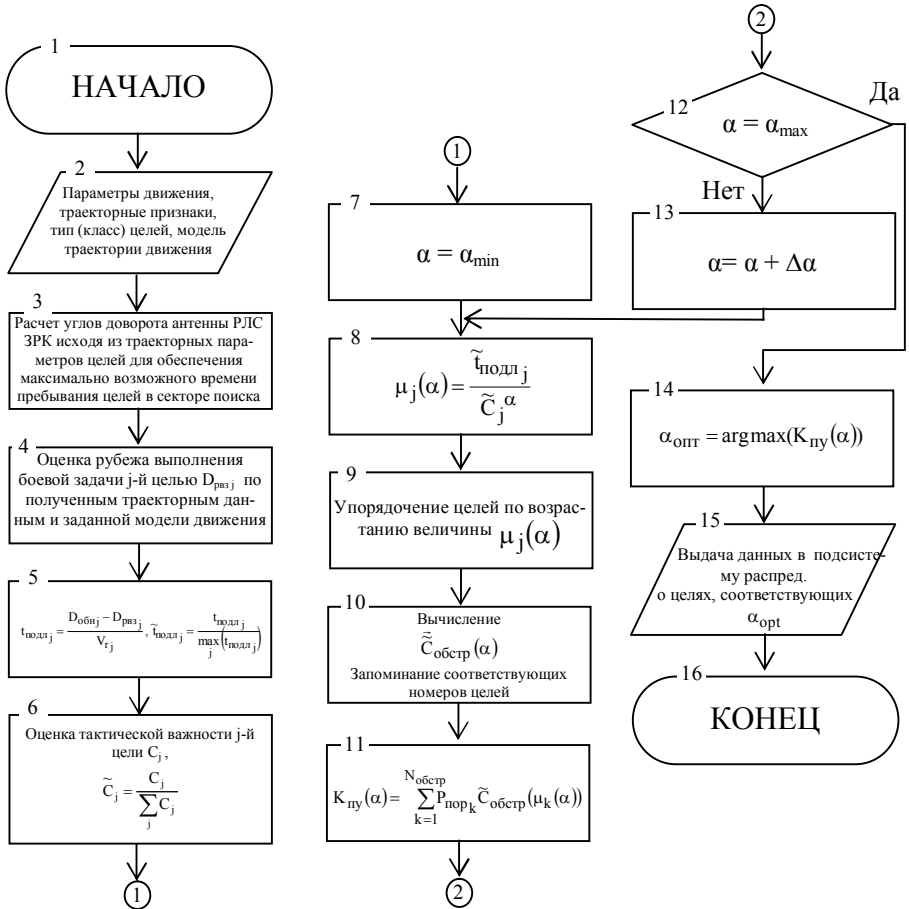 1
НАЧАЛО
2
Параметры движения,
траекторные признаки,
тип (класс) целей, модель
траектории движения
3
Расчет углов доворота антенны РЛС
ЗРК исходя из траекторных пара-
метров целей для обеспечения
максимально возможного времени
пребывания целей в секторе поиска
4
Оценка рубежа выполнения
боевой задачи j-й целью D_рвз j по
полученным траекторным дан-
ным и заданной модели движения
5
t_подл j = (D_обн j − D_рвз j) / V_r j, t̃_подл j = t_подл j / max_j(t_подл j)
6
Оценка тактической важности j-й
цели C_j ,
C̃_j = C_j / ∑_j C_j
1
1
7
α = α_min
8
μ_j(α) = t̃_подл j / C̃_j^α
9
Упорядочение целей по возрас-
танию величины μ_j(α)
10
Вычисление
C̃⃗_обстр(α)
Запоминание соответствующих
номеров целей
11
K_пу(α) = ∑_{k=1}^{N_обстр} P_пор k C̃_обстр(μ_k(α))
2
2
12
α = α_max
Да
Нет
13
α= α + Δα
14
α_опт = argmax(K_пу(α))
15
Выдача данных в подсисте-
му распред.
о целях, соответствующих
α_opt
16
КОНЕЦ